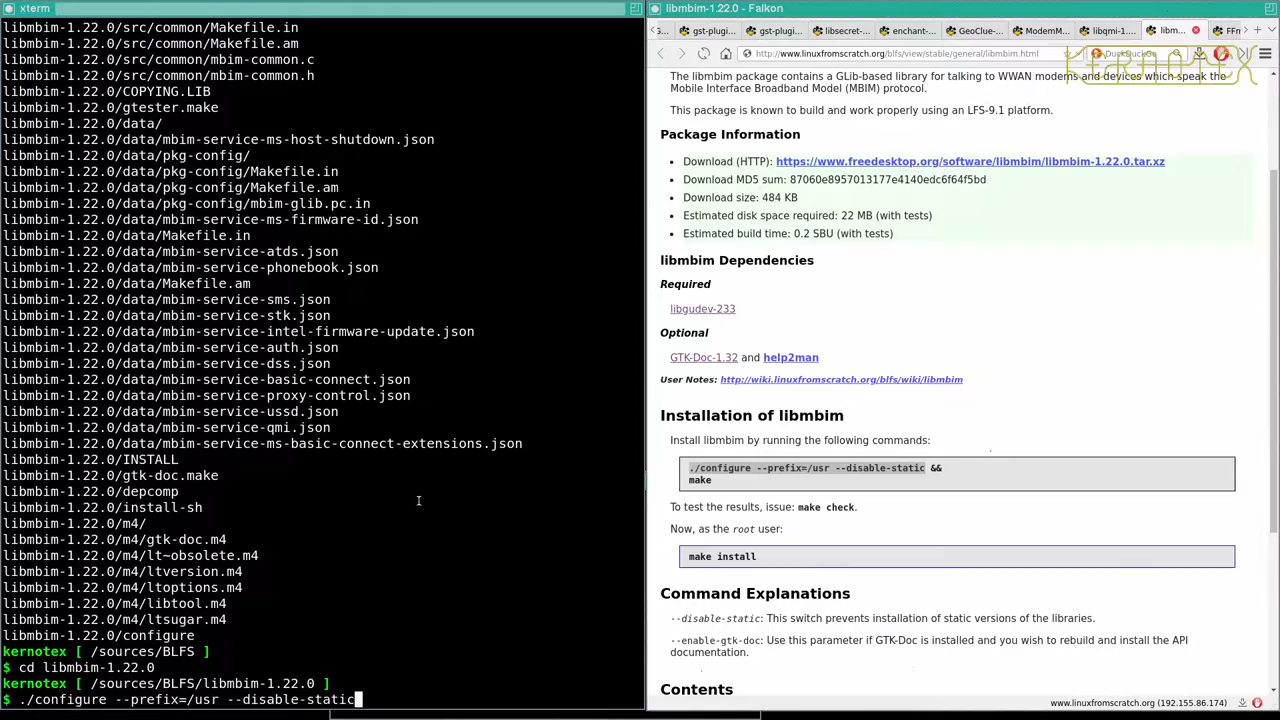 xterm
libmbim-1.22.0/src/common/Makefile.in
libmbim-1.22.0/src/common/Makefile.am
libmbim-1.22.0/src/common/mbim-common.c
libmbim-1.22.0/src/common/mbim-common.h
libmbim-1.22.0/COPYING.LIB
libmbim-1.22.0/gtester.make
libmbim-1.22.0/data/
libmbim-1.22.0/data/mbim-service-ms-host-shutdown.json
libmbim-1.22.0/data/pkg-config/
libmbim-1.22.0/data/pkg-config/Makefile.in
libmbim-1.22.0/data/pkg-config/Makefile.am
libmbim-1.22.0/data/pkg-config/mbim-glib.pc.in
libmbim-1.22.0/data/mbim-service-ms-firmware-id.json
libmbim-1.22.0/data/Makefile.in
libmbim-1.22.0/data/mbim-service-atds.json
libmbim-1.22.0/data/mbim-service-phonebook.json
libmbim-1.22.0/data/Makefile.am
libmbim-1.22.0/data/mbim-service-sms.json
libmbim-1.22.0/data/mbim-service-stk.json
libmbim-1.22.0/data/mbim-service-intel-firmware-update.json
libmbim-1.22.0/data/mbim-service-auth.json
libmbim-1.22.0/data/mbim-service-dss.json
libmbim-1.22.0/data/mbim-service-basic-connect.json
libmbim-1.22.0/data/mbim-service-proxy-control.json
libmbim-1.22.0/data/mbim-service-ussd.json
libmbim-1.22.0/data/mbim-service-qmi.json
libmbim-1.22.0/data/mbim-service-ms-basic-connect-extensions.json
libmbim-1.22.0/INSTALL
libmbim-1.22.0/gtk-doc.make
libmbim-1.22.0/depcomp
libmbim-1.22.0/install-sh
libmbim-1.22.0/m4/
libmbim-1.22.0/m4/gtk-doc.m4
libmbim-1.22.0/m4/lt~obsolete.m4
libmbim-1.22.0/m4/ltversion.m4
libmbim-1.22.0/m4/ltoptions.m4
libmbim-1.22.0/m4/libtool.m4
libmbim-1.22.0/m4/ltsugar.m4
libmbim-1.22.0/configure
kernotex [ /sources/BLFS ]
$ cd libmbim-1.22.0
kernotex [ /sources/BLFS/libmbim-1.22.0 ]
$ ./configure --prefix=/usr --disable-static
libmbim-1.22.0 - Falkon
gst-plugi... gst-plugi... libsecret-... enchant-... GeoClue-... ModemM... libqmi-1.... libm... FFn
http://www.linuxfromscratch.org/blfs/view/stable/general/libmbim.html DuckDuckGo
KERNOTEX
The libmbim package contains a GLib-based library for talking to WWAN modems and devices which speak the
Mobile Interface Broadband Model (MBIM) protocol.
This package is known to build and work properly using an LFS-9.1 platform.
Package Information
• Download (HTTP): https://www.freedesktop.org/software/libmbim/libmbim-1.22.0.tar.xz
• Download MD5 sum: 87060e8957013177e4140edc6f64f5bd
• Download size: 484 KB
• Estimated disk space required: 22 MB (with tests)
• Estimated build time: 0.2 SBU (with tests)
libmbim Dependencies
Required
libgudev-233
Optional
GTK-Doc-1.32 and help2man
User Notes: http://wiki.linuxfromscratch.org/blfs/wiki/libmbim
Installation of libmbim
Install libmbim by running the following commands:
./configure --prefix=/usr --disable-static &&
make
To test the results, issue: make check.
Now, as the root user:
make install
Command Explanations
--disable-static: This switch prevents installation of static versions of the libraries.
--enable-gtk-doc: Use this parameter if GTK-Doc is installed and you wish to rebuild and install the API
documentation.
Contents
www.linuxfromscratch.org (192.155.86.174)